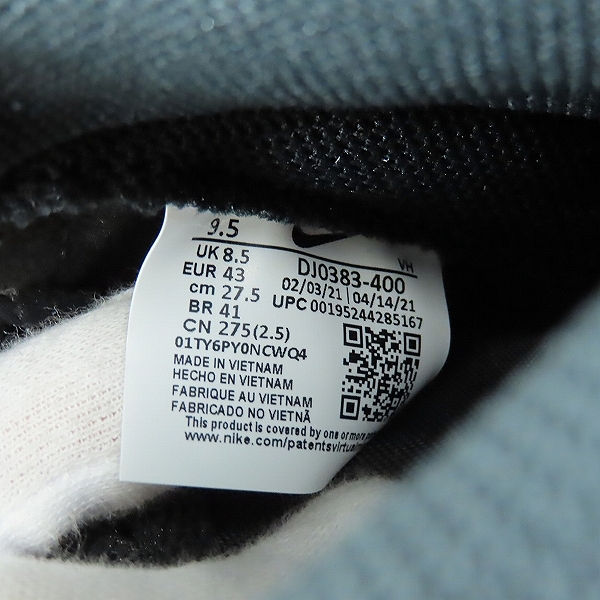 9.5
UK 8.5
EUR 43
cm 27.5
BR 41
CN 275(2.5)
01TY6PY0NCWQ4
VH
DJ0383-400
02/03/21 | 04/14/21
UPC 00195244285167
MADE IN VIETNAM
HECHO EN VIETNAM
FABRIQUE AU VIETNAM
FABRICADO NO VIETNÃ
This product is covered by one or more
www.nike.com/patentsvirtual